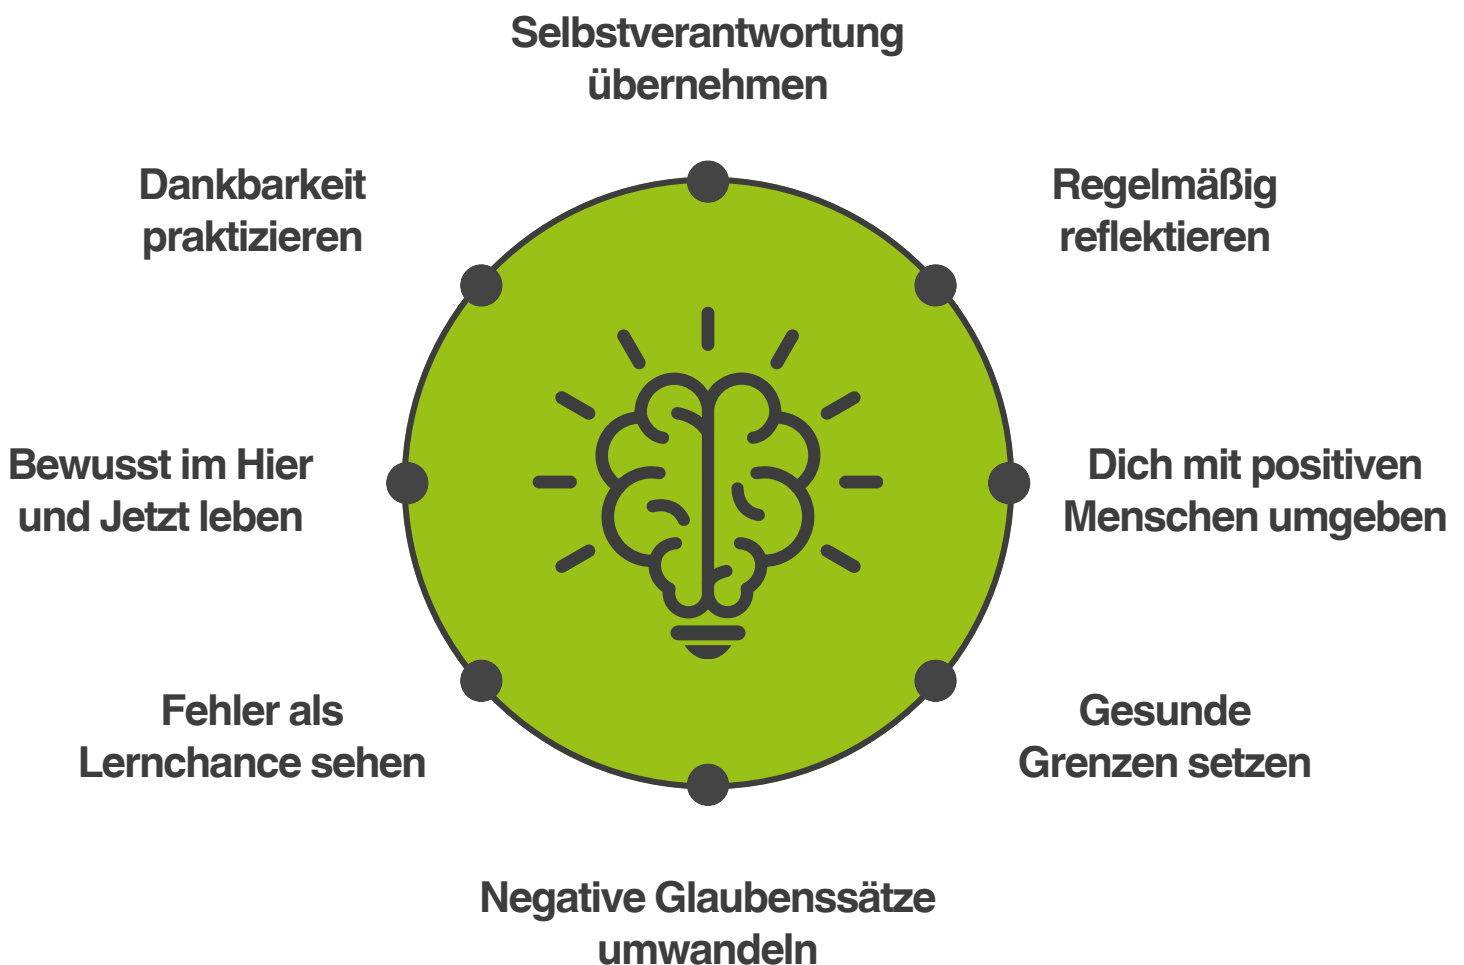 Selbstverantwortung
übernehmen
Dankbarkeit
praktizieren
Regelmäßig
reflektieren
Bewusst im Hier
und Jetzt leben
Dich mit positiven
Menschen umgeben
Fehler als
Lernchance sehen
Gesunde
Grenzen setzen
Negative Glaubenssätze
umwandeln